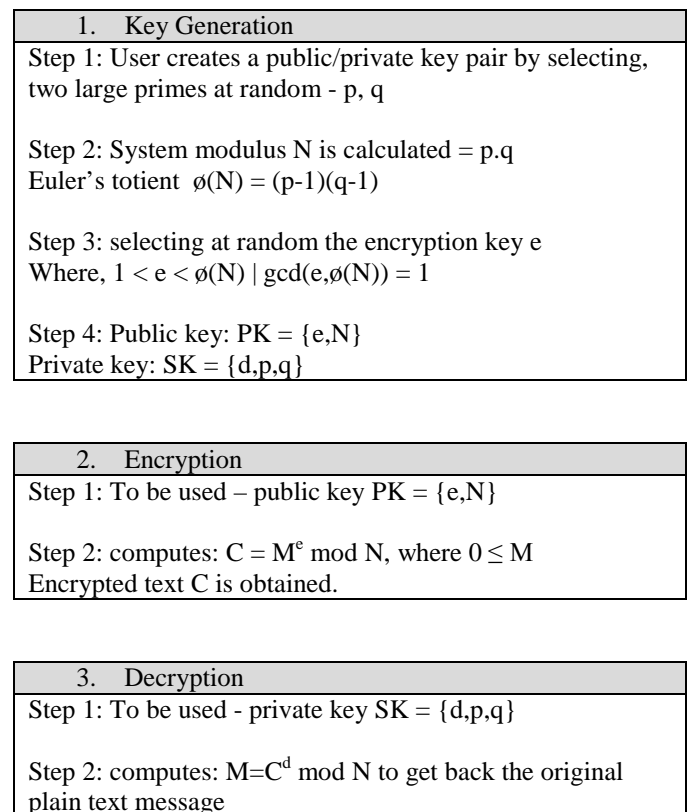 1. Key Generation
Step 1: User creates a public/private key pair by selecting,
two large primes at random - p, q
Step 2: System modulus N is calculated = p.q
Euler's totient ø(N) = (p-1)(q-1)
Step 3: selecting at random the encryption key e
Where, 1 < e < ø(N) | gcd(e,ø(N)) = 1
Step 4: Public key: PK = {e,N}
Private key: SK = {d,p,q}
2. Encryption
Step 1: To be used – public key PK = {e,N}
Step 2: computes: C = Mᵉ mod N, where 0 ≤ M
Encrypted text C is obtained.
3. Decryption
Step 1: To be used - private key SK = {d,p,q}
Step 2: computes: M=Cᵈ mod N to get back the original
plain text message